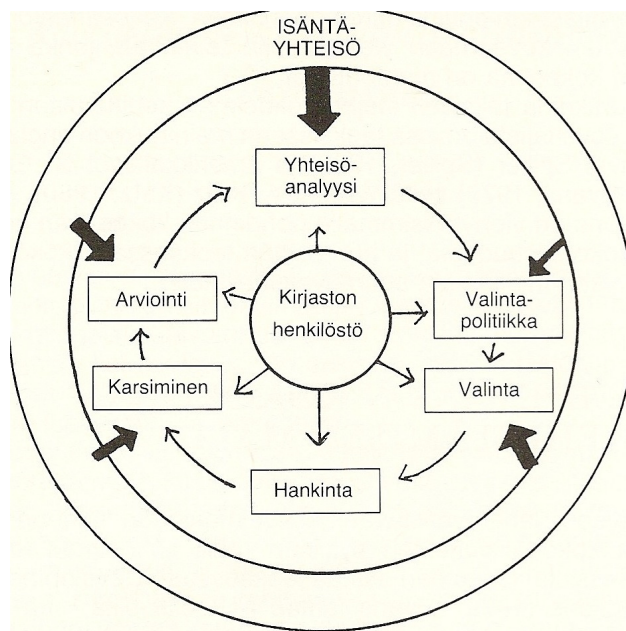 ISÄNTÄ-
YHTEISÖ
Yhteisö-
analyysi
Arviointi
Kirjaston
henkilöstö
Valinta-
politiikka
Karsiminen
Valinta
Hankinta